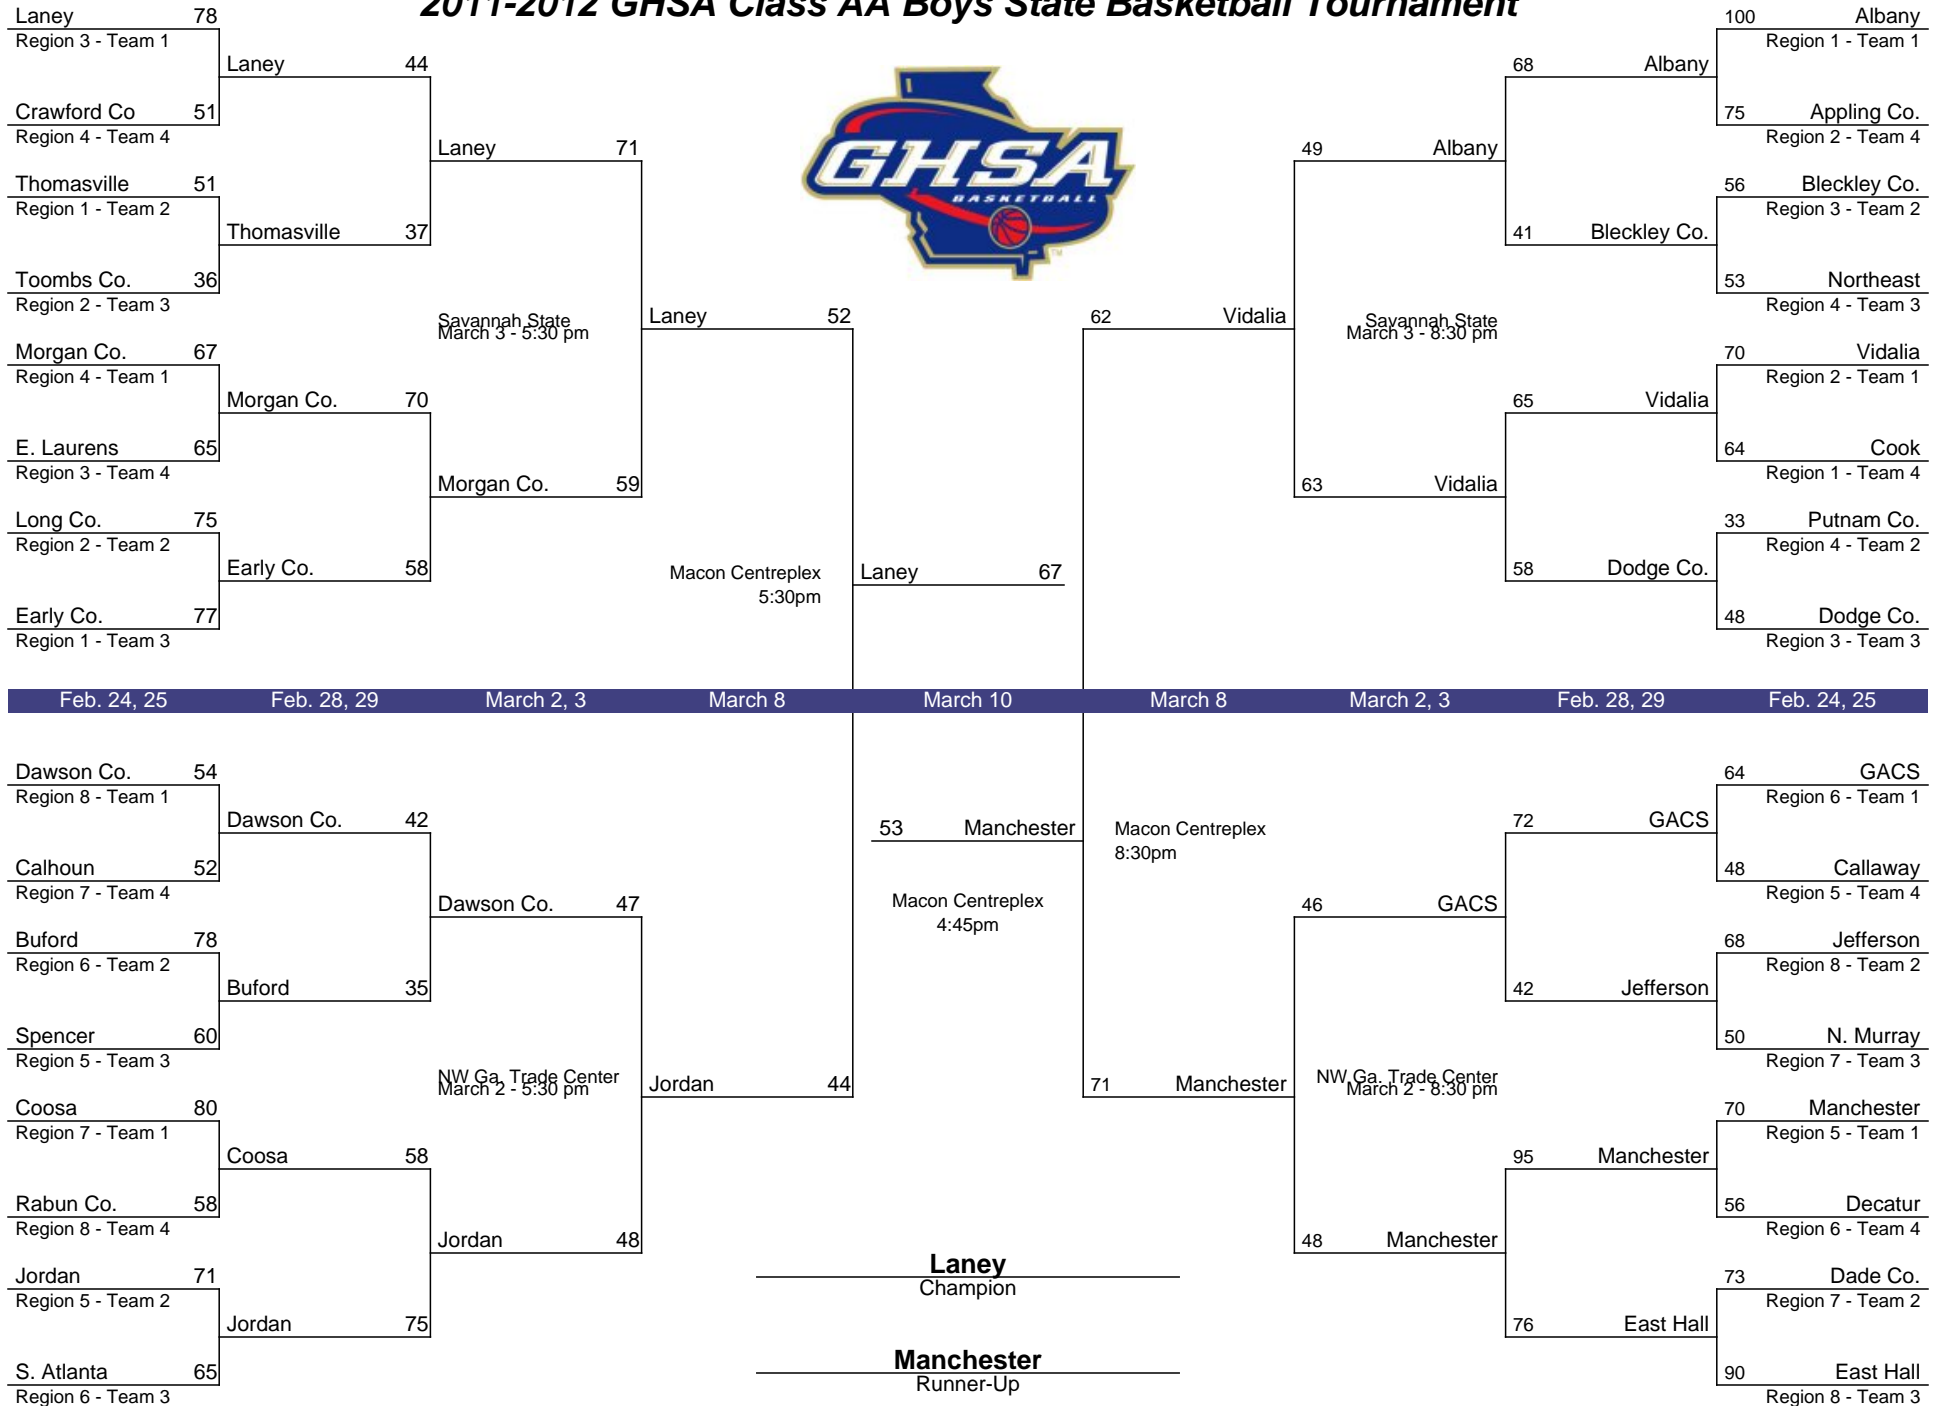 2011-2012 GHSA Class AA Boys State Basketball Tournament
Laney 78
Region 3 - Team 1
Crawford Co 51
Region 4 - Team 4
Thomasville 51
Region 1 - Team 2
Toombs Co. 36
Region 2 - Team 3
Morgan Co. 67
Region 4 - Team 1
E. Laurens 65
Region 3 - Team 4
Long Co. 75
Region 2 - Team 2
Early Co. 77
Region 1 - Team 3
Laney 44
Thomasville 37
Morgan Co. 70
Early Co. 58
Laney 71
Savannah State
March 3 - 5:30 pm
Morgan Co. 59
Laney 52
Macon Centreplex
5:30pm
Laney 67
GHSA
BASKETBALL
TM
62 Vidalia
49 Albany
Savannah State
March 3 - 8:30 pm
63 Vidalia
68 Albany
41 Bleckley Co.
65 Vidalia
58 Dodge Co.
100 Albany
Region 1 - Team 1
75 Appling Co.
Region 2 - Team 4
56 Bleckley Co.
Region 3 - Team 2
53 Northeast
Region 4 - Team 3
70 Vidalia
Region 2 - Team 1
64 Cook
Region 1 - Team 4
33 Putnam Co.
Region 4 - Team 2
48 Dodge Co.
Region 3 - Team 3
Feb. 24, 25 Feb. 28, 29 March 2, 3 March 8 March 10 March 8 March 2, 3 Feb. 28, 29 Feb. 24, 25
Dawson Co. 54
Region 8 - Team 1
Calhoun 52
Region 7 - Team 4
Buford 78
Region 6 - Team 2
Spencer 60
Region 5 - Team 3
Coosa 80
Region 7 - Team 1
Rabun Co. 58
Region 8 - Team 4
Jordan 71
Region 5 - Team 2
S. Atlanta 65
Region 6 - Team 3
Dawson Co. 42
Buford 35
Coosa 58
Jordan 75
Dawson Co. 47
NW Ga. Trade Center
March 2 - 5:30 pm
Jordan 48
Jordan 44
53 Manchester
Macon Centreplex
4:45pm
Macon Centreplex
8:30pm
71 Manchester
46 GACS
NW Ga. Trade Center
March 2 - 8:30 pm
48 Manchester
72 GACS
42 Jefferson
95 Manchester
76 East Hall
64 GACS
Region 6 - Team 1
48 Callaway
Region 5 - Team 4
68 Jefferson
Region 8 - Team 2
50 N. Murray
Region 7 - Team 3
70 Manchester
Region 5 - Team 1
56 Decatur
Region 6 - Team 4
73 Dade Co.
Region 7 - Team 2
90 East Hall
Region 8 - Team 3
Laney
Champion
Manchester
Runner-Up